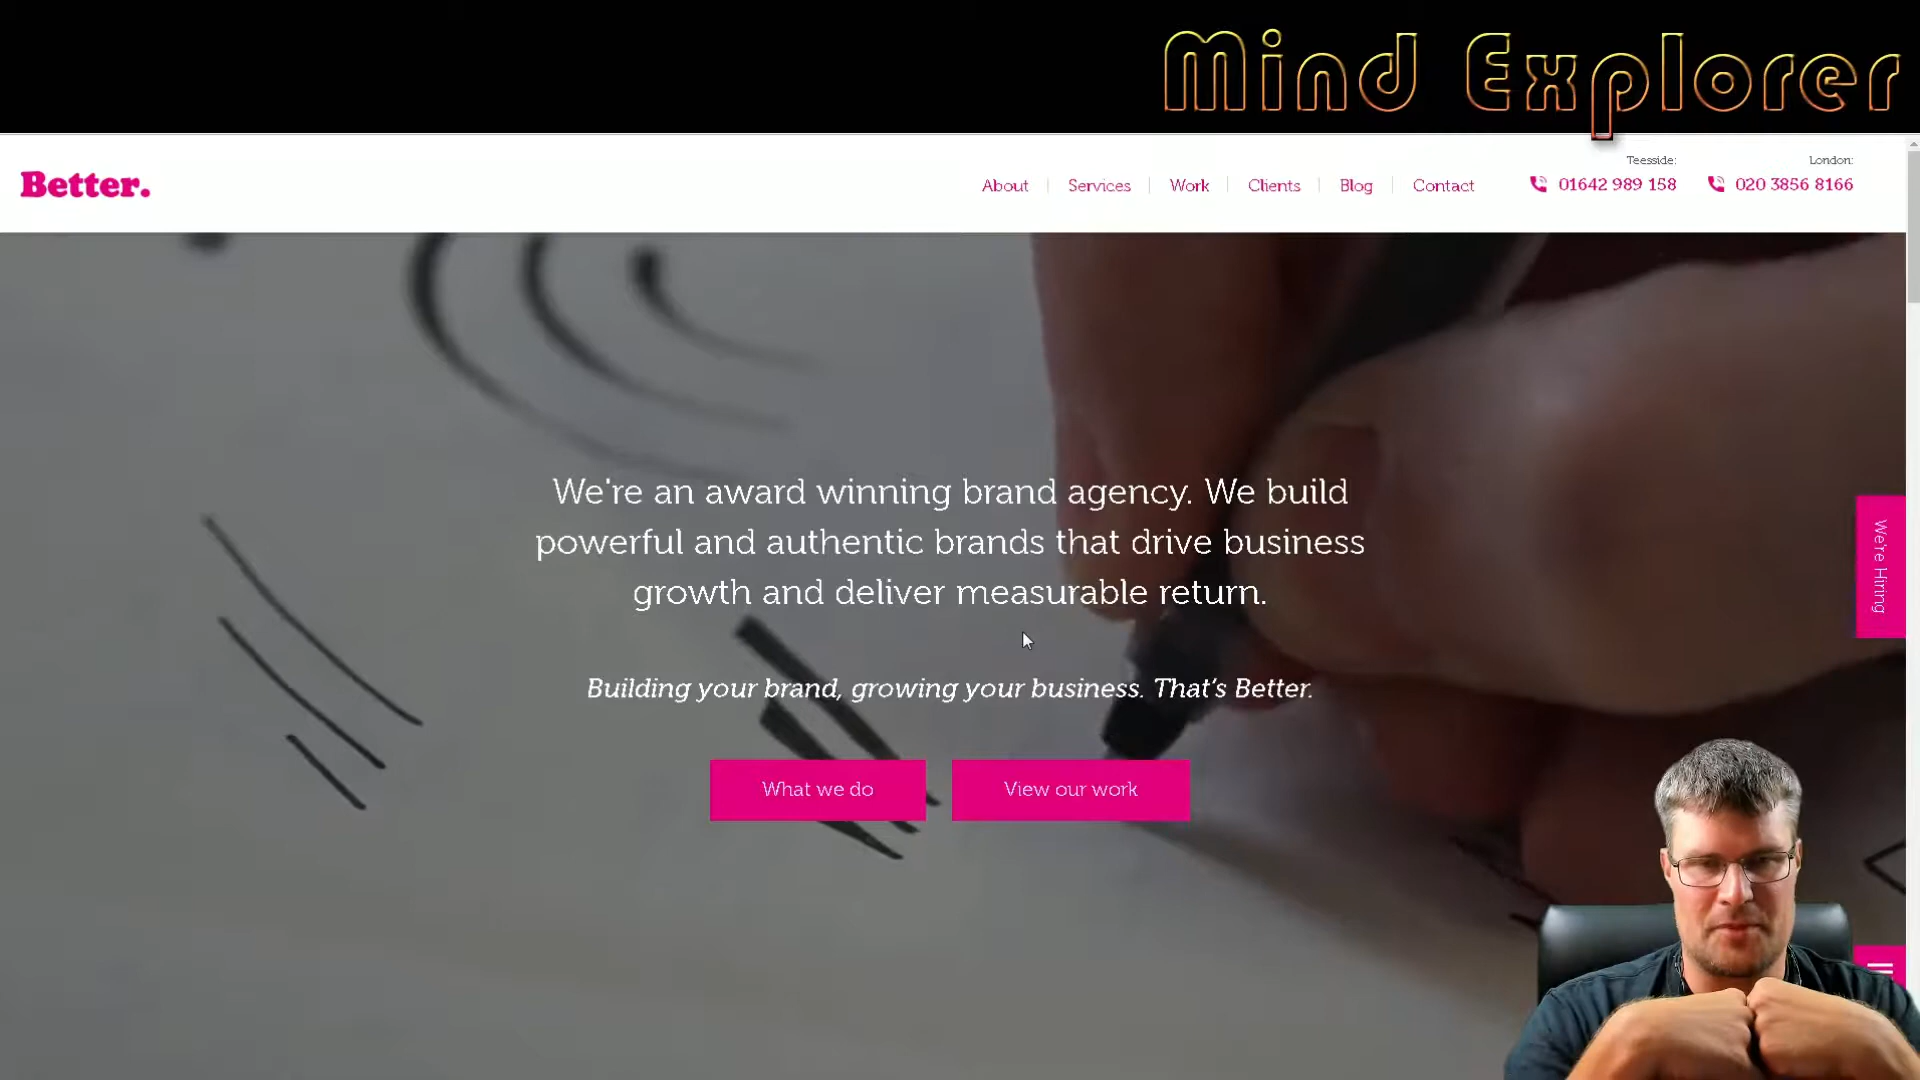 Mind Explorer
Better.
About
Services
Work
Clients
Blog
Contact
Teesside:
01642 989 158
London:
020 3856 8166
We're an award winning brand agency. We build
powerful and authentic brands that drive business
growth and deliver measurable return.
Building your brand, growing your business. That's Better.
What we do
View our work
We're Hiring